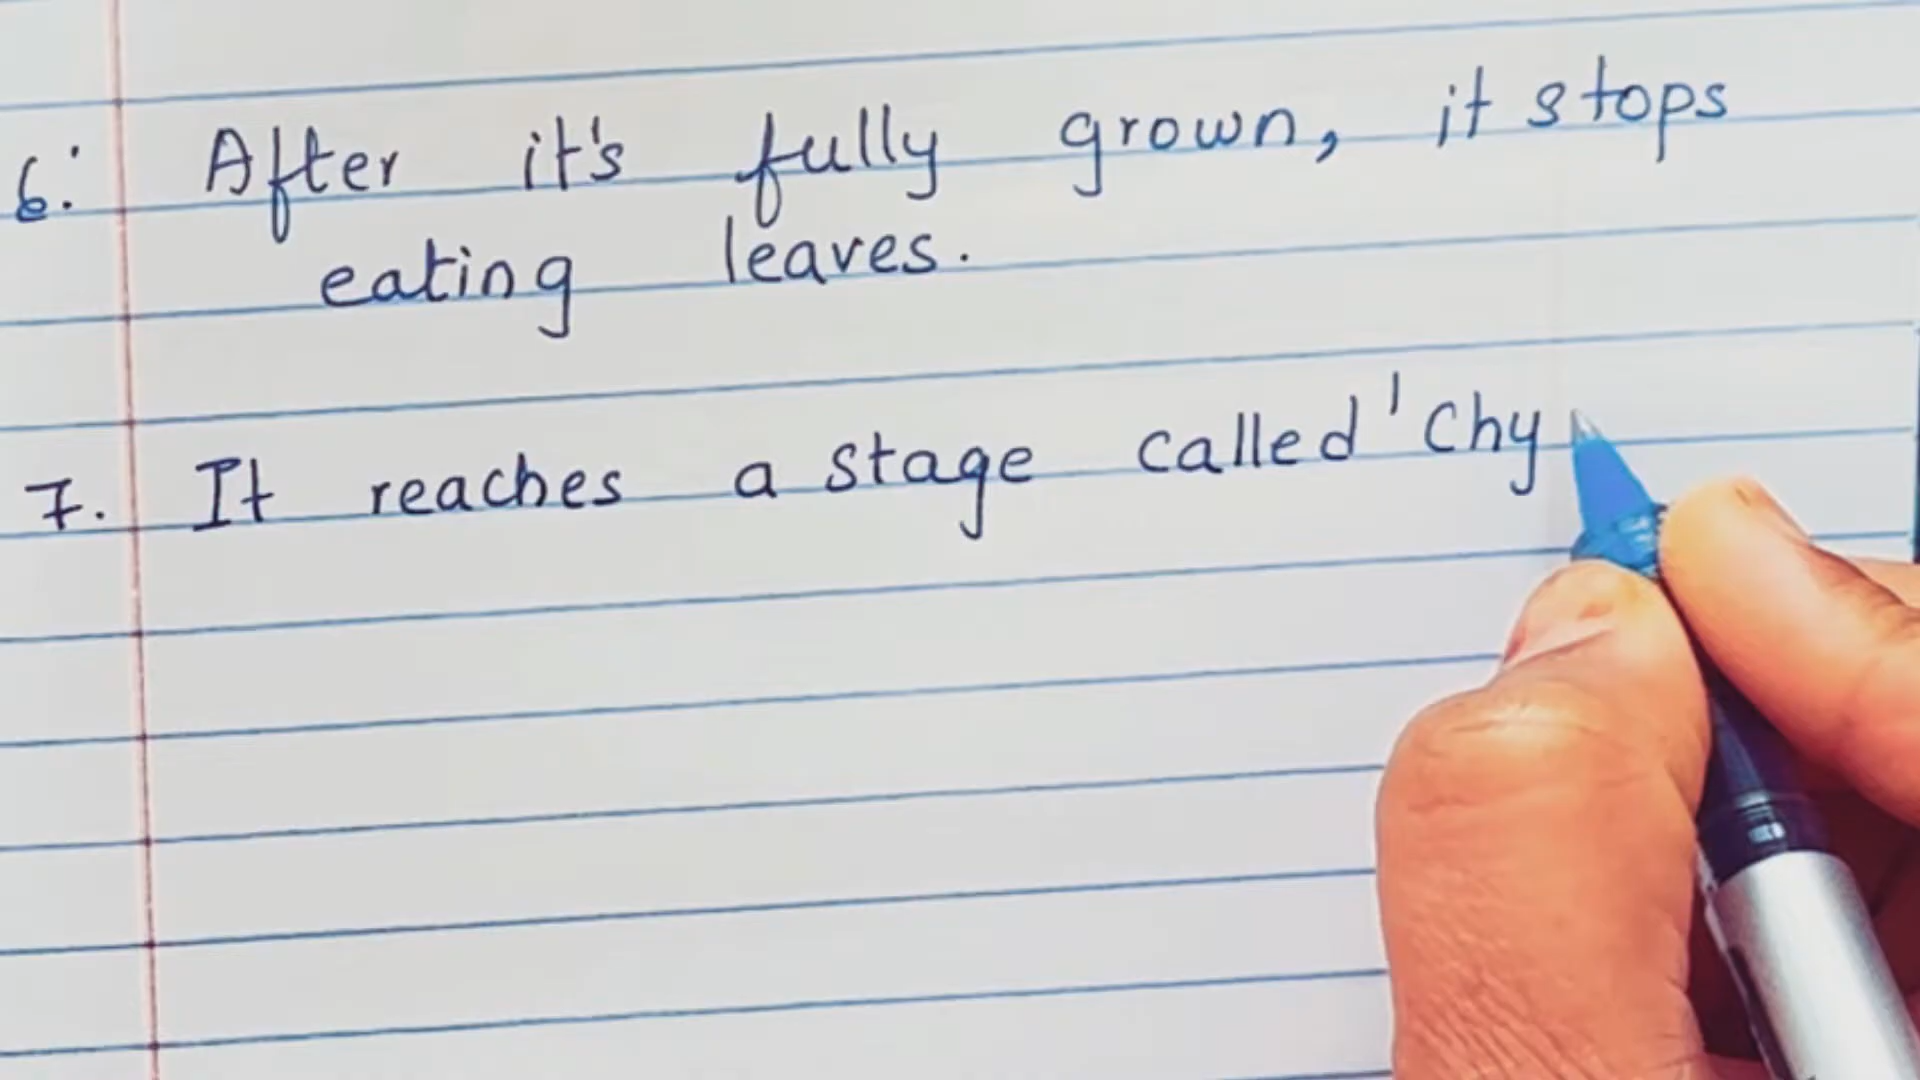 6. After it's fully grown, it stops
eating leaves.
7. It reaches a stage called 'Chy